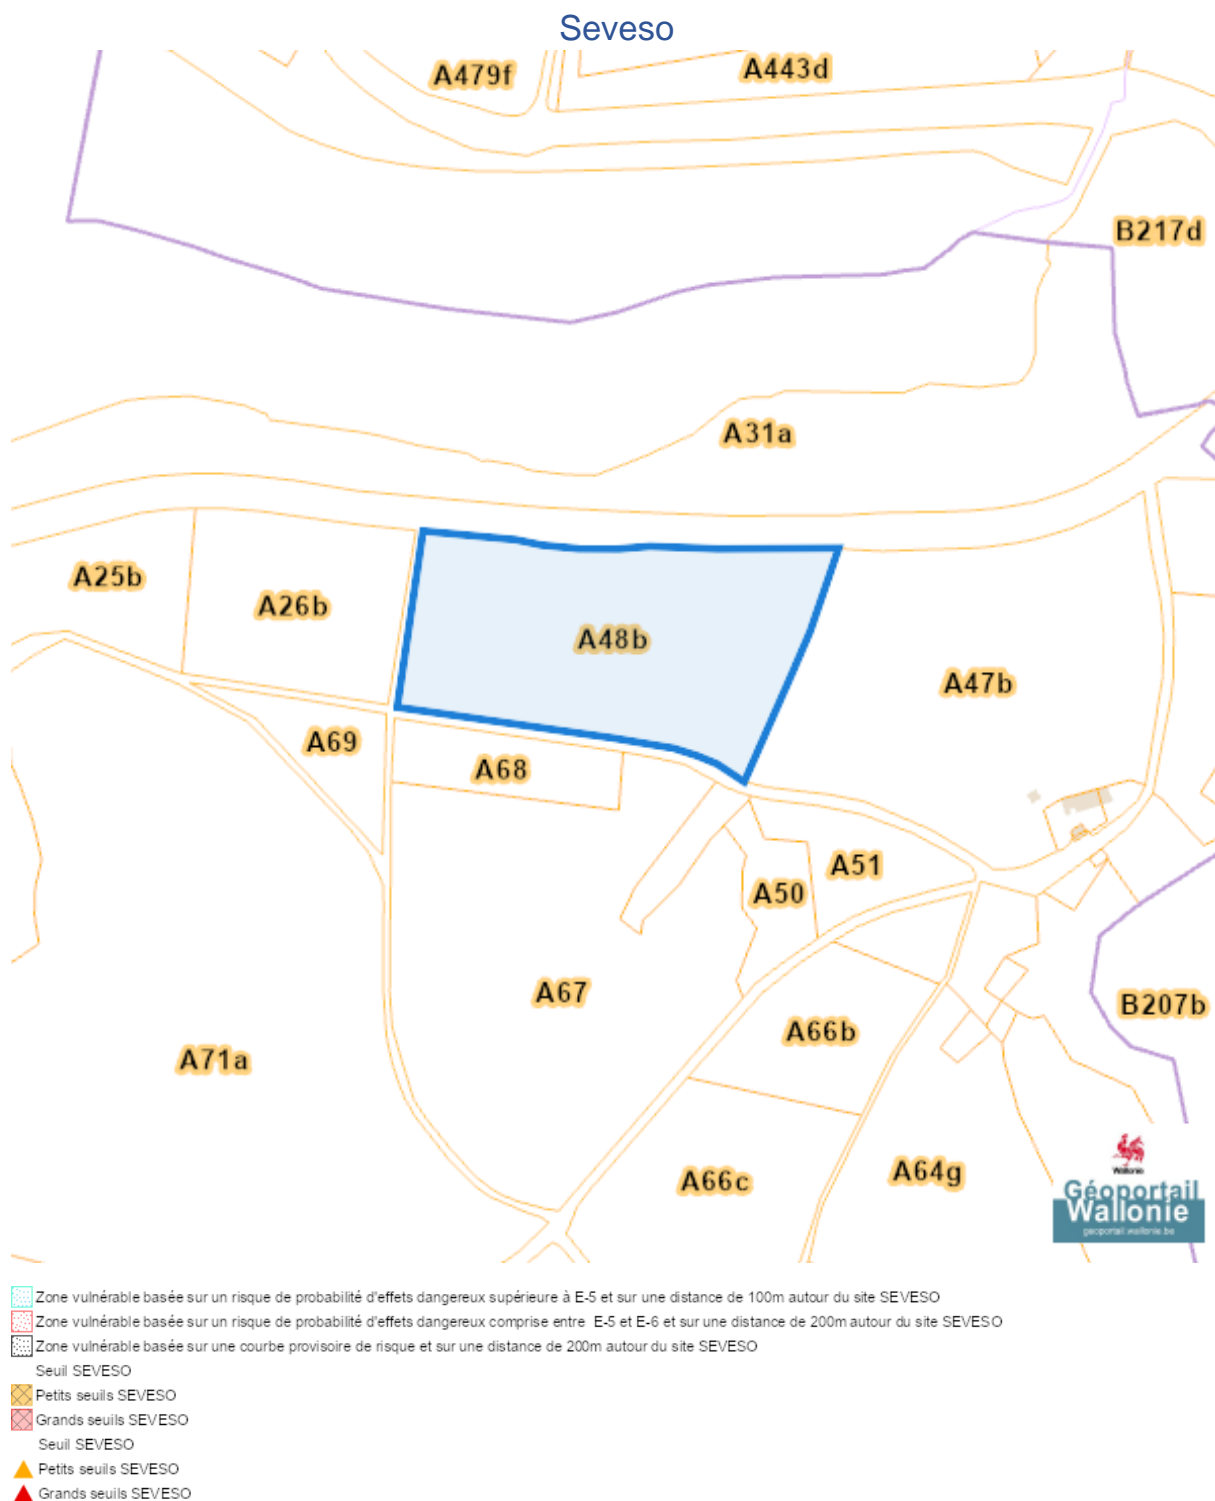 Seveso
A479f
A443d
B217d
A31a
A25b
A26b
A48b
A47b
A69
A68
A51
A50
A67
B207b
A66b
A71a
A66c
A64g
Wallonie
Géoportail
Wallonie
geoportail.wallonie.be
Zone vulnérable basée sur un risque de probabilité d'effets dangereux supérieure à E-5 et sur une distance de 100m autour du site SEVESO
Zone vulnérable basée sur un risque de probabilité d'effets dangereux comprise entre E-5 et E-6 et sur une distance de 200m autour du site SEVESO
Zone vulnérable basée sur une courbe provisoire de risque et sur une distance de 200m autour du site SEVESO
Seuil SEVESO
Petits seuils SEVESO
Grands seuils SEVESO
Seuil SEVESO
Petits seuils SEVESO
Grands seuils SEVESO